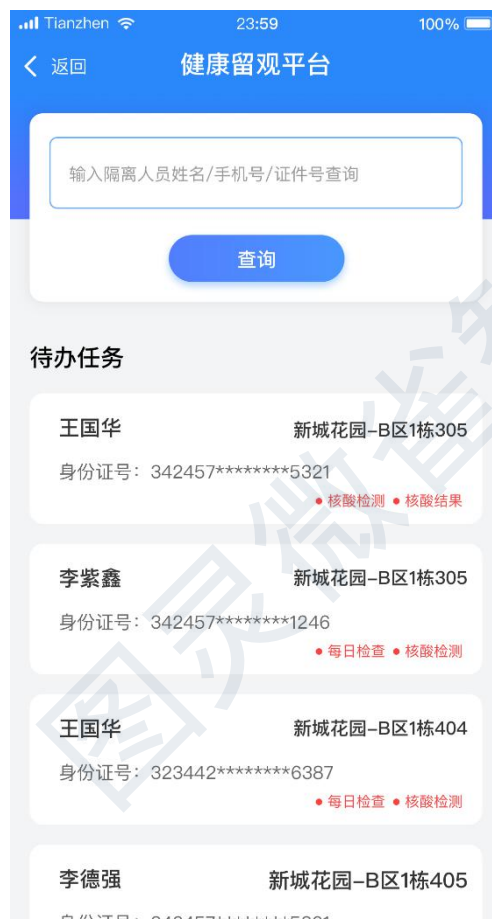 Tianzhen 23:59 100%
返回 健康留观平台
输入隔离人员姓名/手机号/证件号查询
查询
待办任务
王国华 新城花园-B区1栋305
身份证号：342457********5321
核酸检测 核酸结果
李紫鑫 新城花园-B区1栋305
身份证号：342457********1246
每日检查 核酸检测
王国华 新城花园-B区1栋404
身份证号：323442********6387
每日检查 核酸检测
李德强 新城花园-B区1栋405
图灵微雀